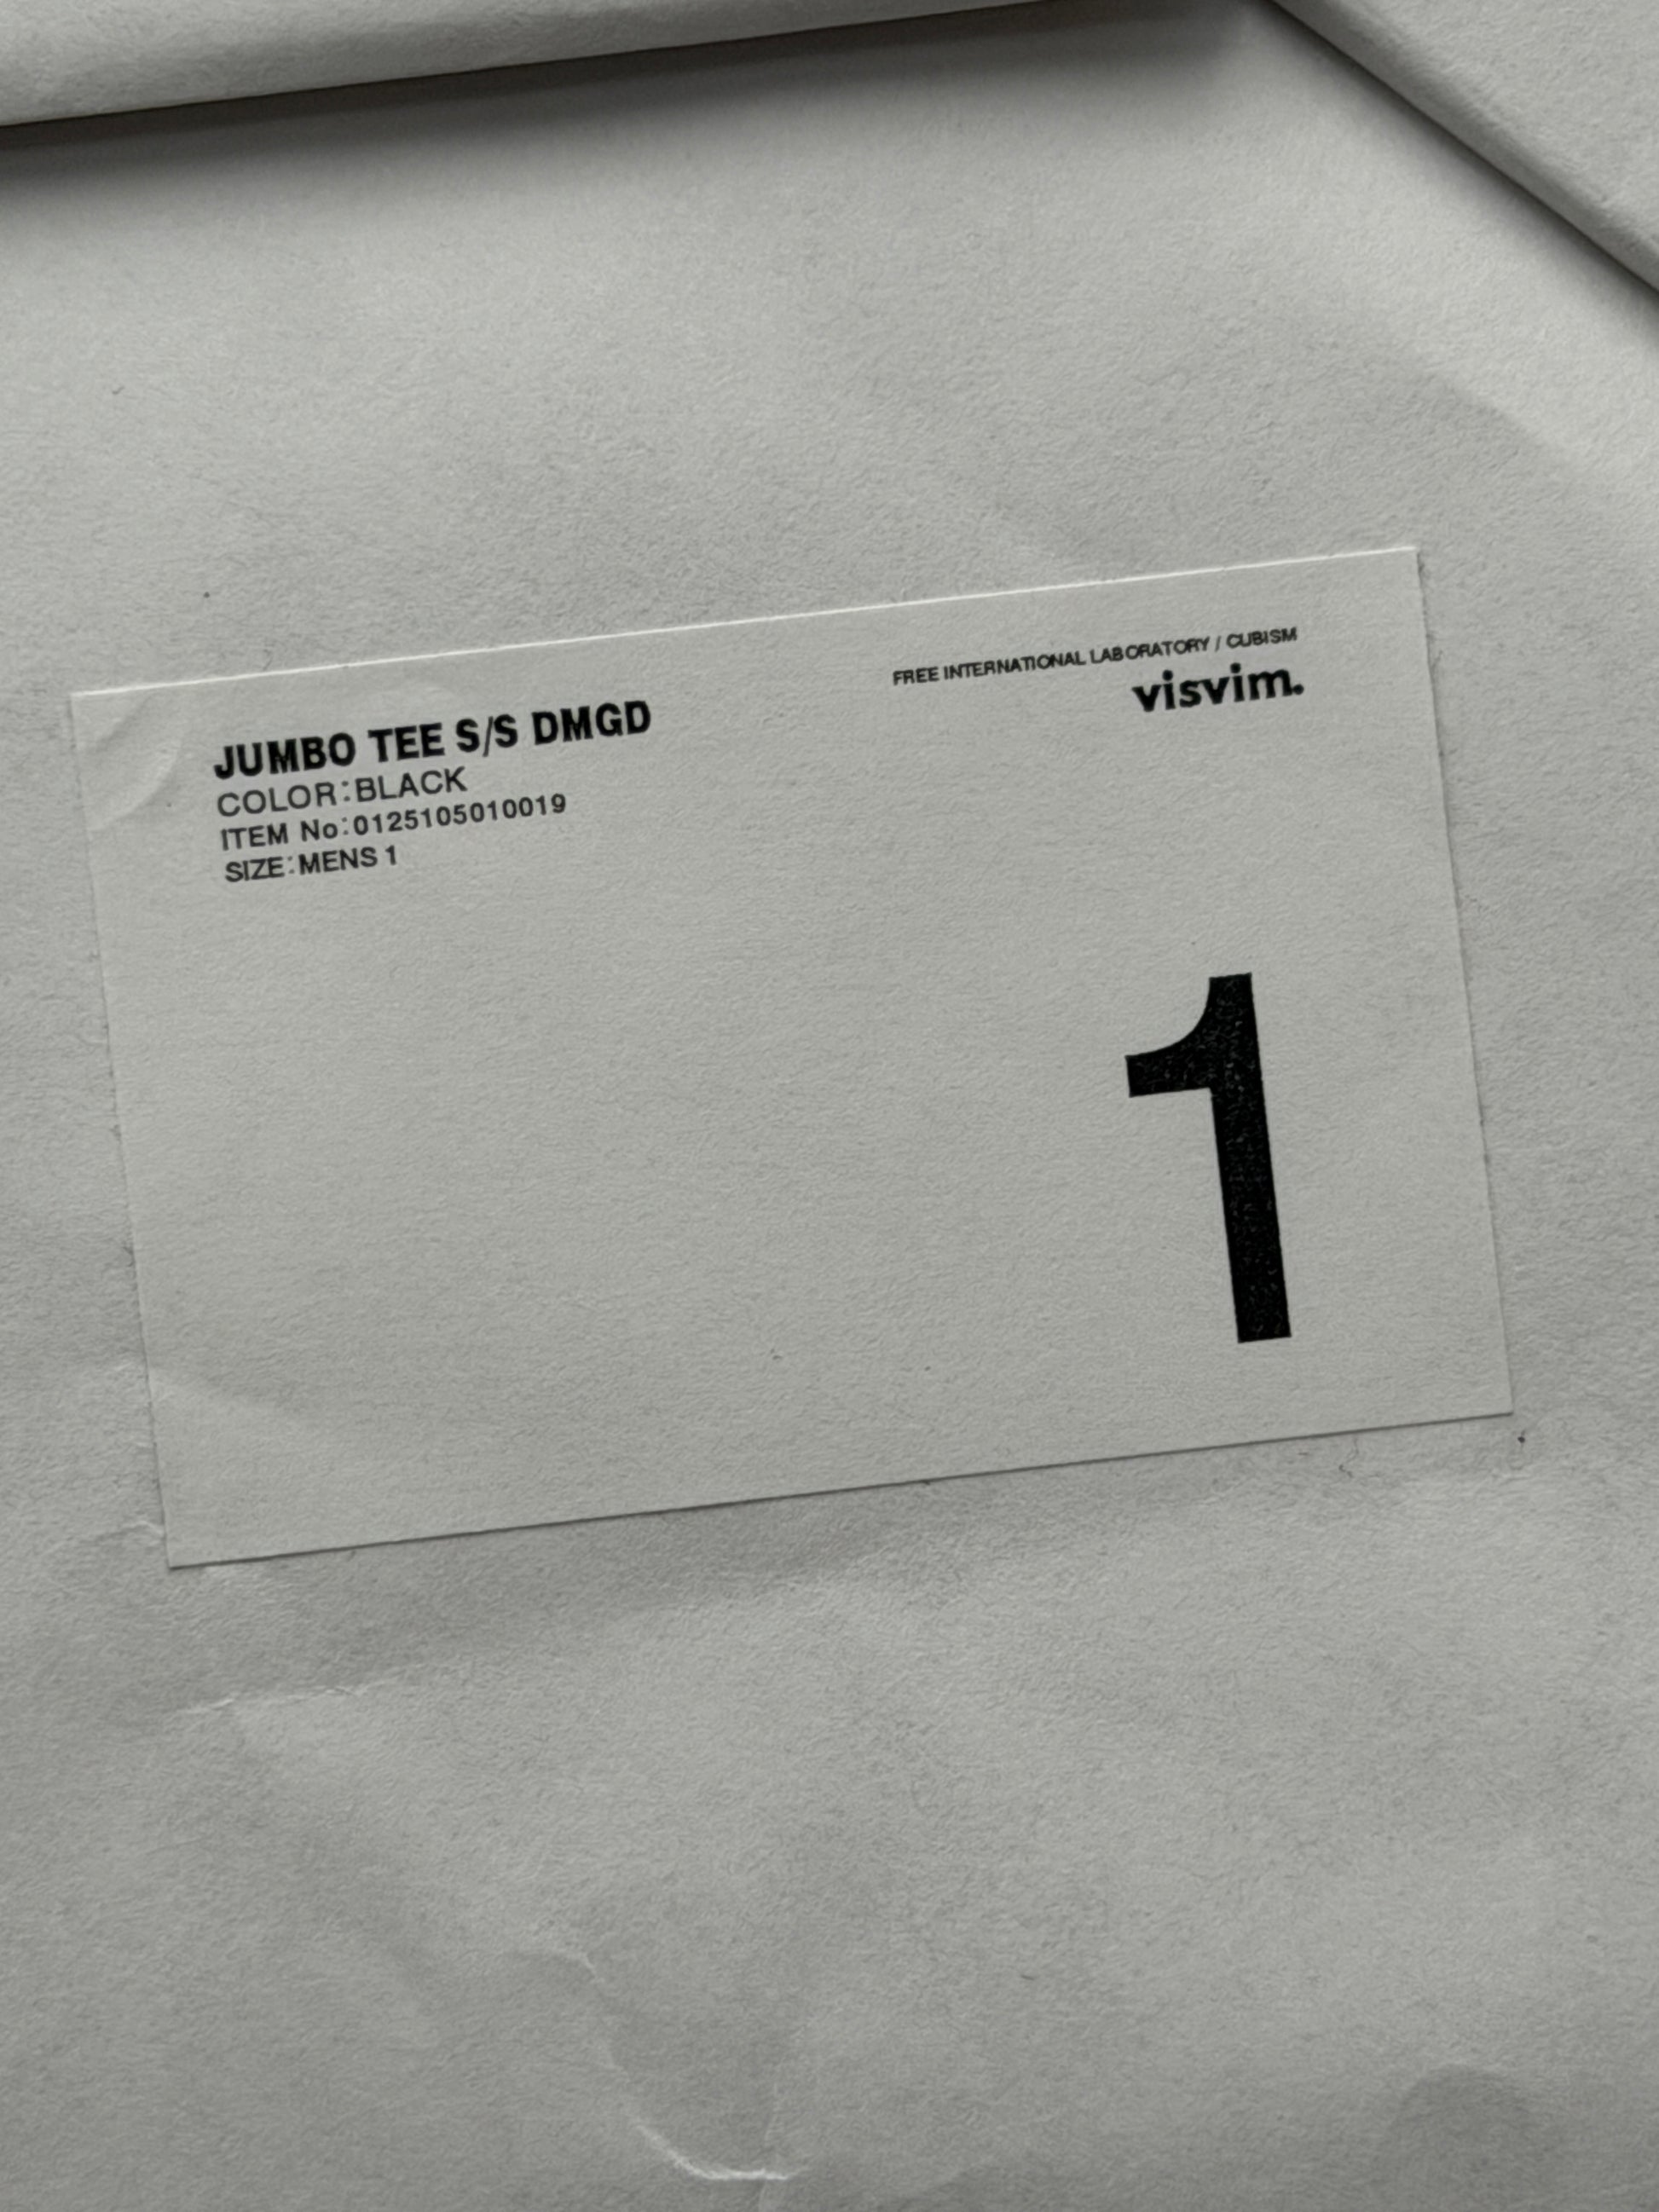 JUMBO TEE S/S DMGD
COLOR:BLACK
ITEM No:0125105010019
SIZE:MENS 1
FREE INTERNATIONAL LABORATORY / CUBISM
visvim.
1